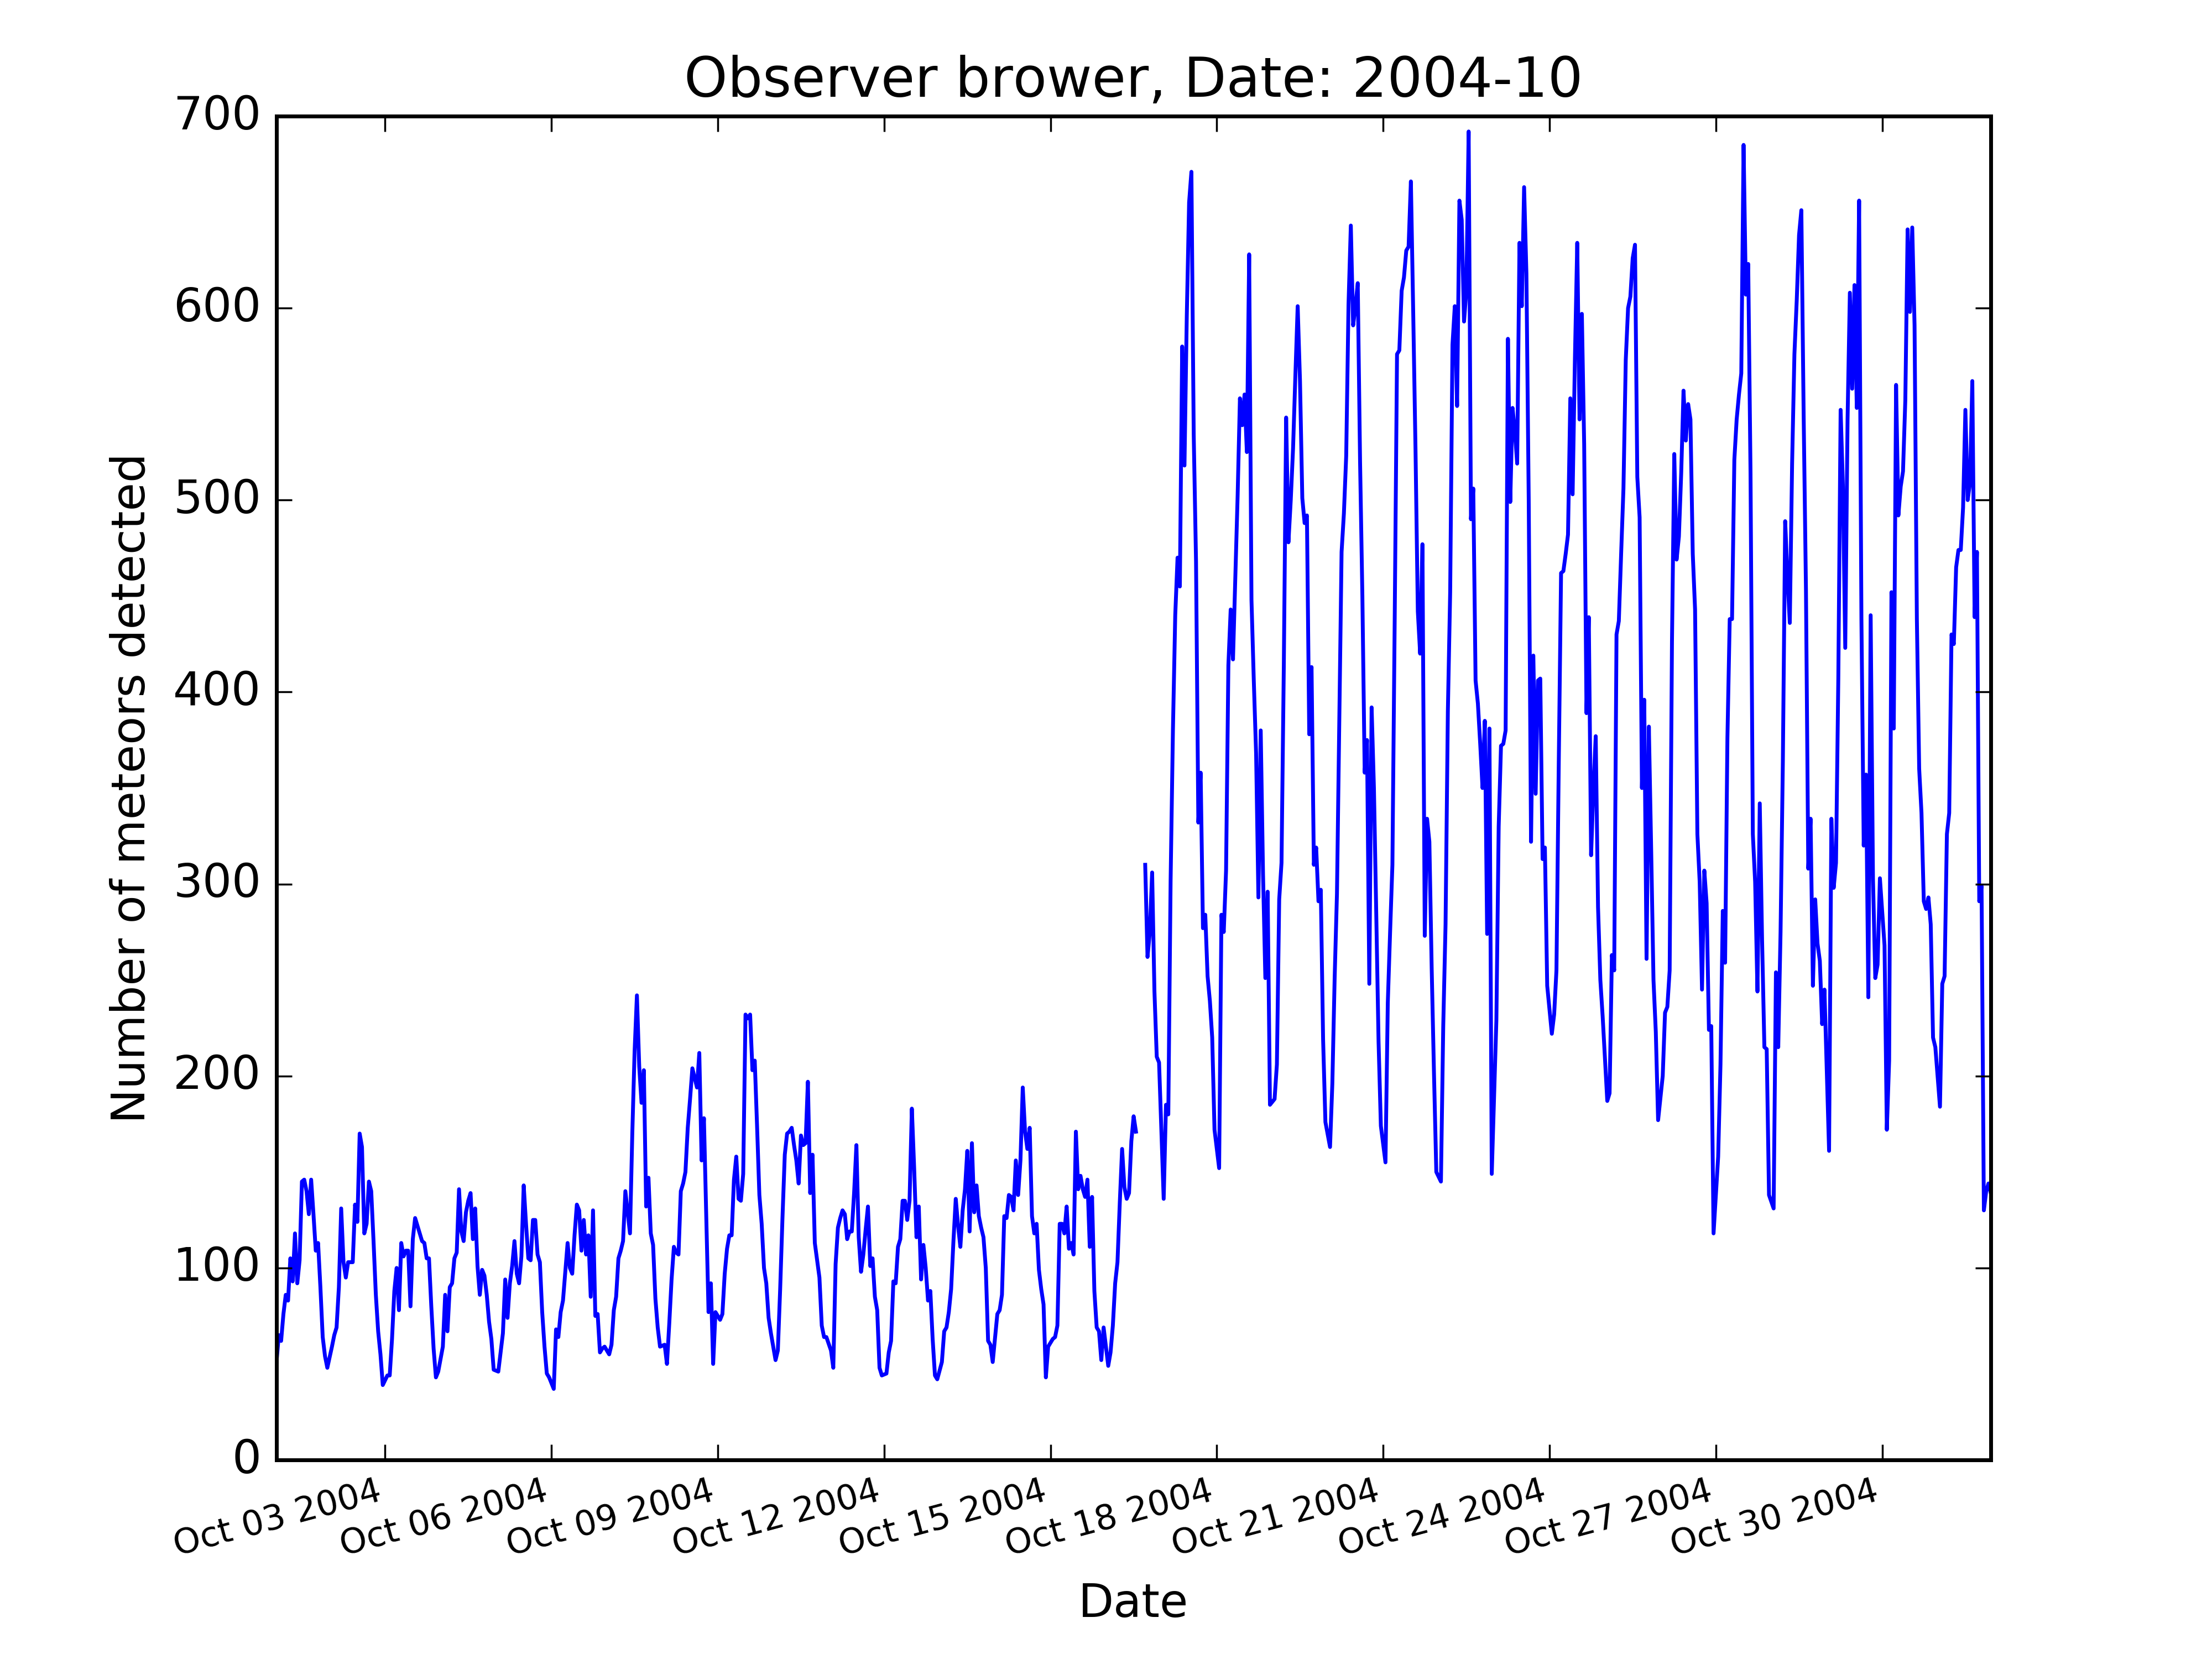 Observer brower, Date: 2004-10
700
600
500
400
300
200
100
0
Number of meteors detected
Oct 03 2004
Oct 06 2004
Oct 09 2004
Oct 12 2004
Oct 15 2004
Oct 18 2004
Oct 21 2004
Oct 24 2004
Oct 27 2004
Oct 30 2004
Date